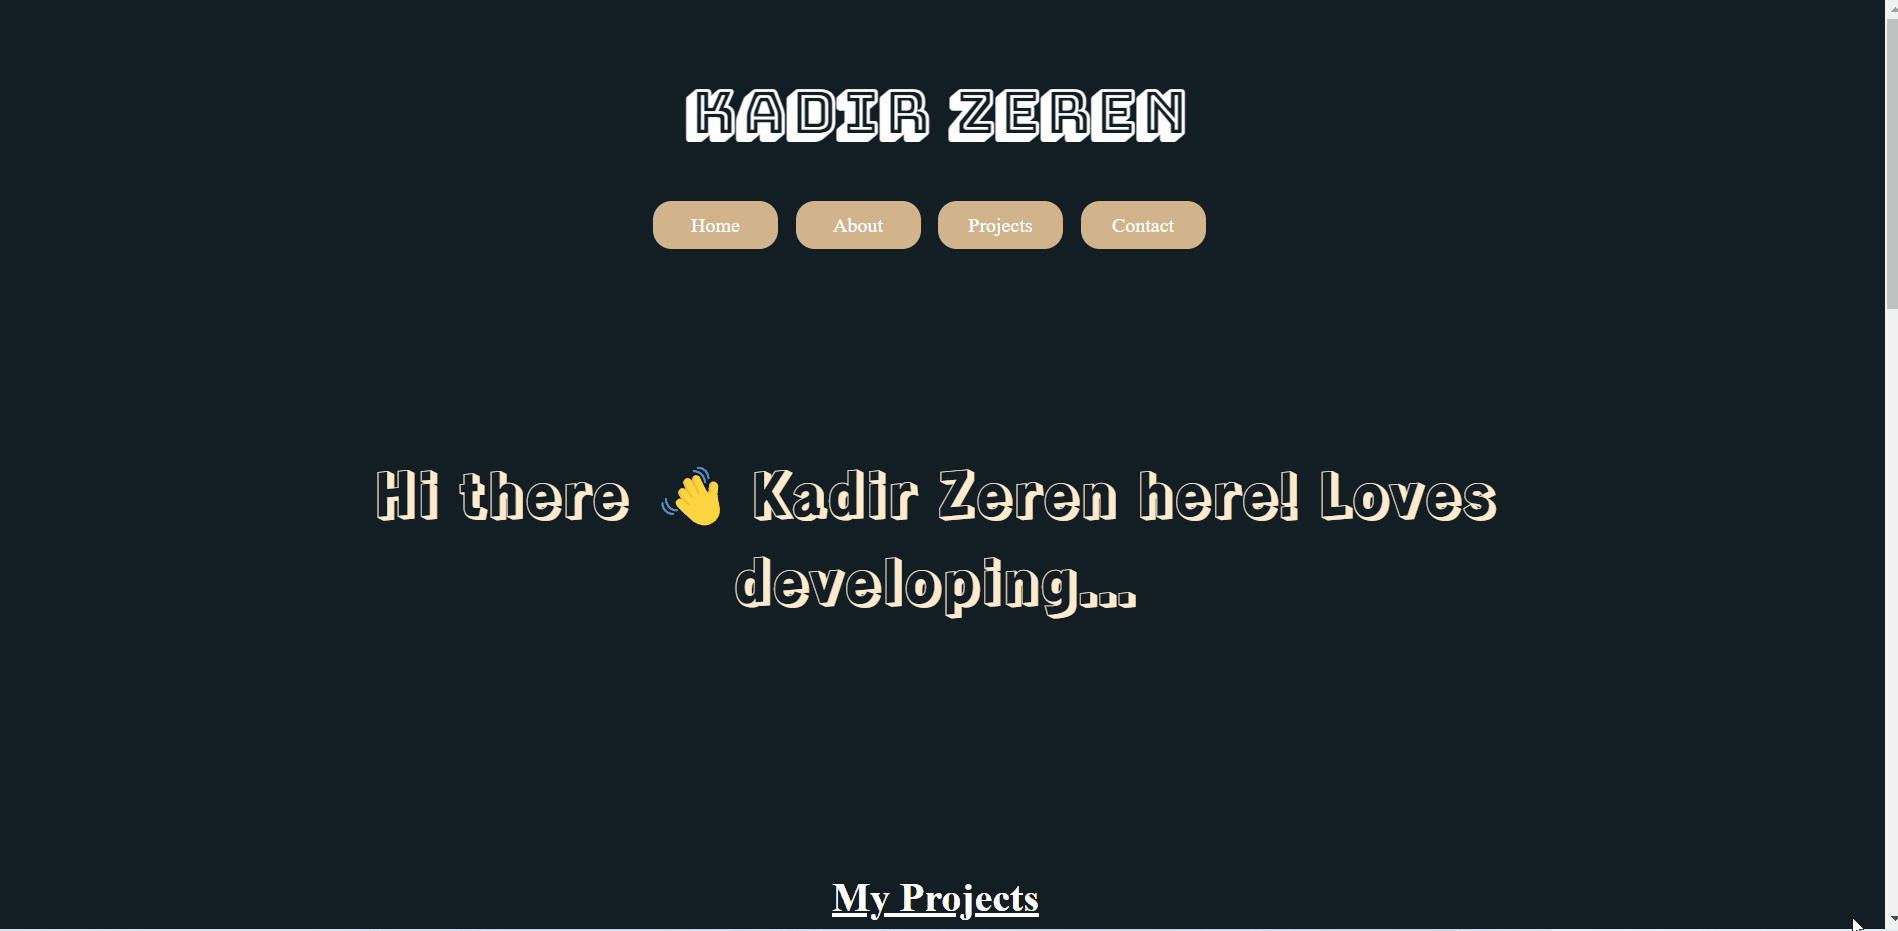 KADIR ZEREN
Home About Projects Contact
Hi there 👋 Kadir Zeren here! Loves
developing...
My Projects